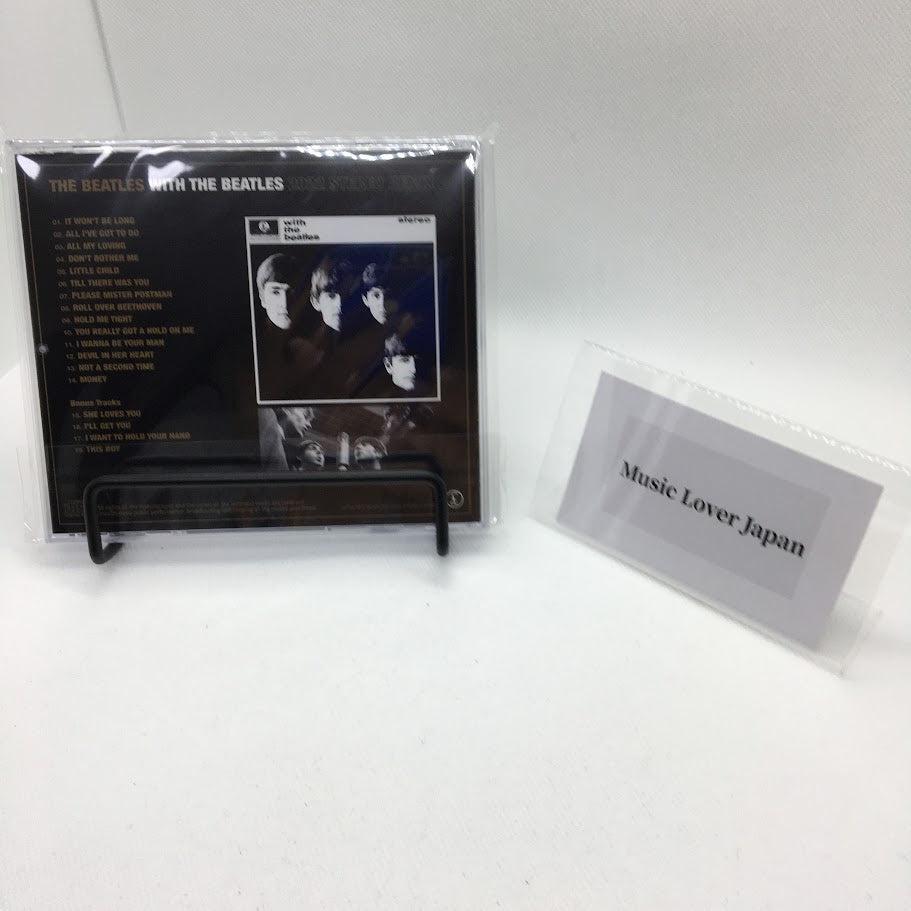 THE BEATLES WITH THE BEATLES STEREO
01. IT WON'T BE LONG
02. ALL I'VE GOT TO DO
03. ALL MY LOVING
04. DON'T BOTHER ME
05. LITTLE CHILD
06. TILL THERE WAS YOU
07. PLEASE MISTER POSTMAN
08. ROLL OVER BEETHOVEN
09. HOLD ME TIGHT
10. YOU REALLY GOT A HOLD ON ME
11. I WANNA BE YOUR MAN
12. DEVIL IN HER HEART
13. NOT A SECOND TIME
14. MONEY
Bonus Tracks
15. SHE LOVES YOU
16. I'LL GET YOU
17. I WANT TO HOLD YOUR HAND
18. THIS BOY
with
the
beatles
stereo
Music Lover Japan